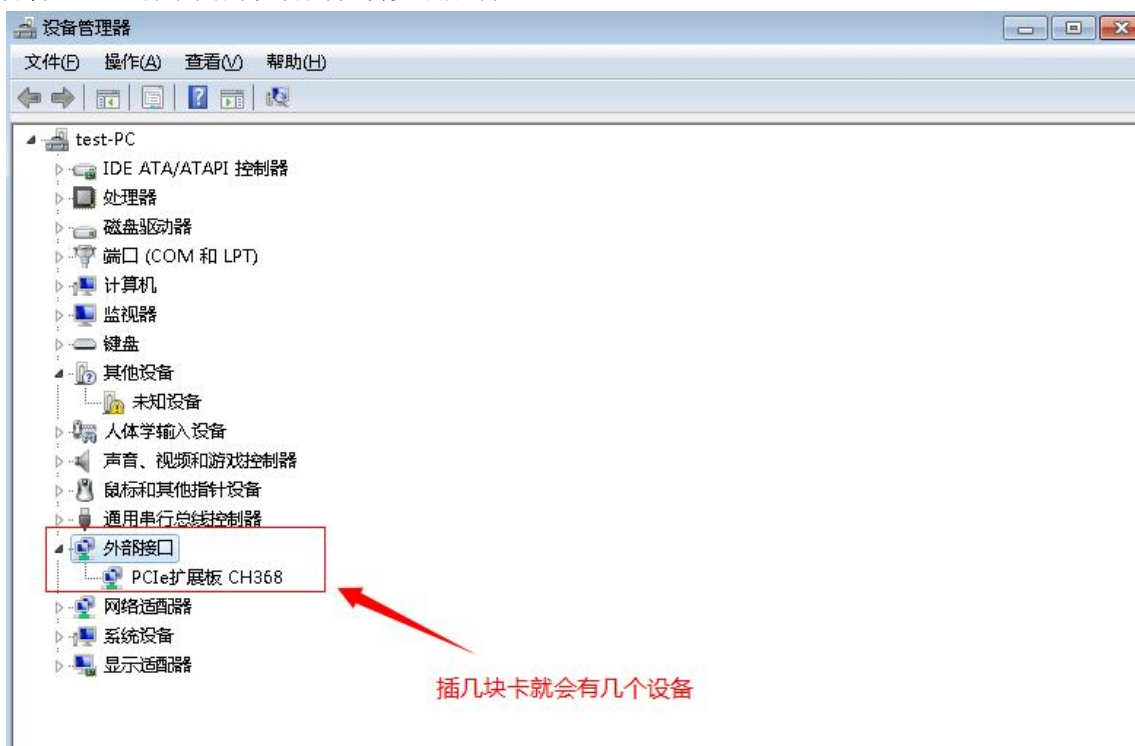 设备管理器
文件(F) 操作(A) 查看(V) 帮助(H)
test-PC
IDE ATA/ATAPI 控制器
处理器
磁盘驱动器
端口 (COM 和 LPT)
计算机
监视器
键盘
其他设备
未知设备
人体学输入设备
声音、视频和游戏控制器
鼠标和其他指针设备
通用串行总线控制器
外部接口
PCIe扩展板 CH368
网络适配器
系统设备
显示适配器
插几块卡就会有几个设备